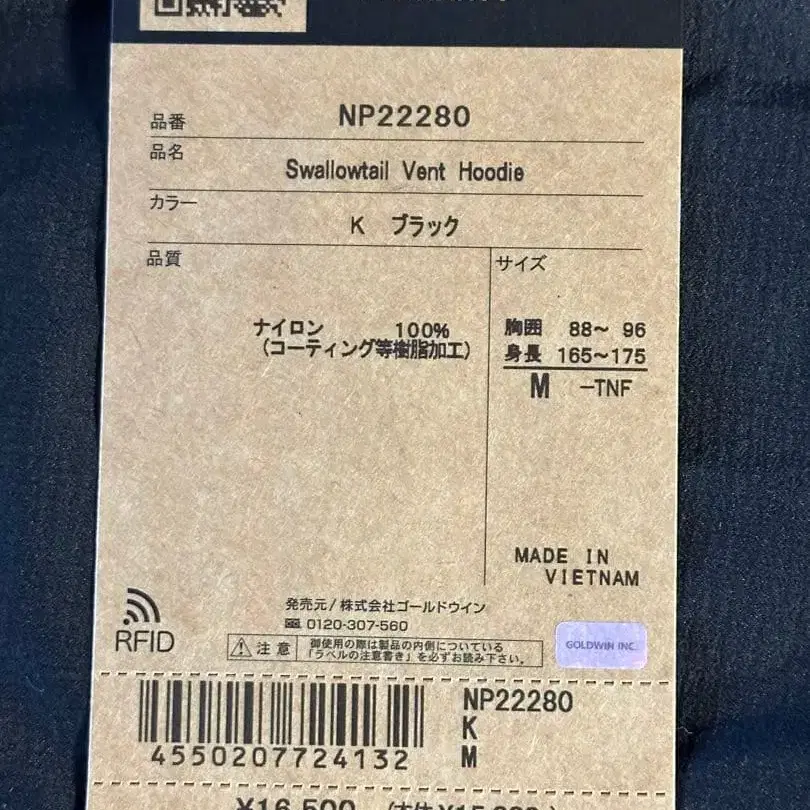 品番 NP22280
品名
Swallowtail Vent Hoodie
カラー
K ブラック
品質
サイズ
ナイロン 100%
(コーティング等樹脂加工)
胸囲 88~ 96
身長 165~175
M -TNF
MADE IN
VIETNAM
RFID
発売元/株式会社ゴールドウイン
0120-307-560
注意
御使用の際は製品の内側についている
「ラベルの注意書き」を必ずお読み下さい。
GOLDWIN INC.
4550207724132
NP22280
K
M
¥16,500